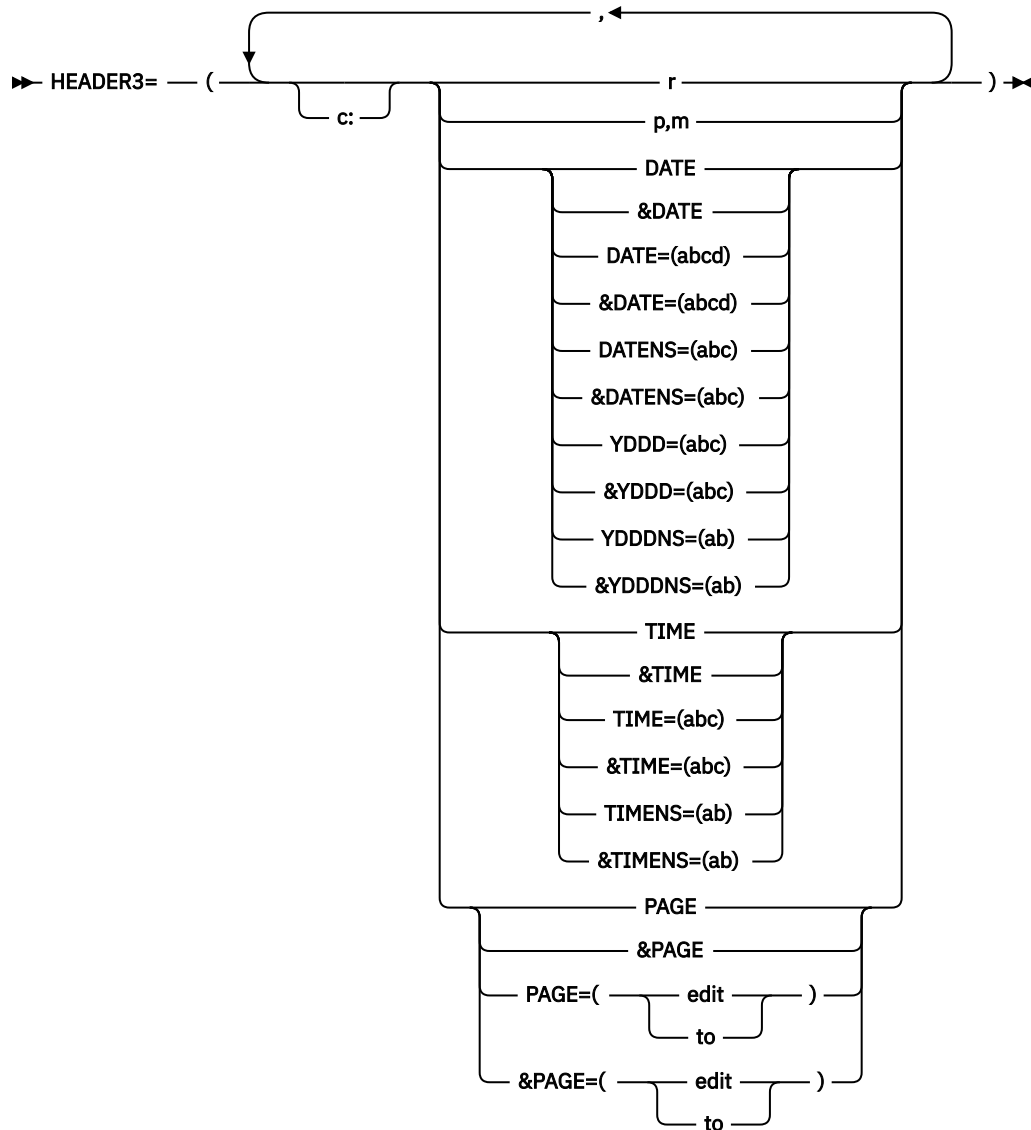 ,
HEADER3= ( r )
c:
p,m
DATE
&DATE
DATE=(abcd)
&DATE=(abcd)
DATENS=(abc)
&DATENS=(abc)
YDDD=(abc)
&YDDD=(abc)
YDDDNS=(ab)
&YDDDNS=(ab)
TIME
&TIME
TIME=(abc)
&TIME=(abc)
TIMENS=(ab)
&TIMENS=(ab)
PAGE
&PAGE
PAGE=( edit )
to
&PAGE=( edit )
to